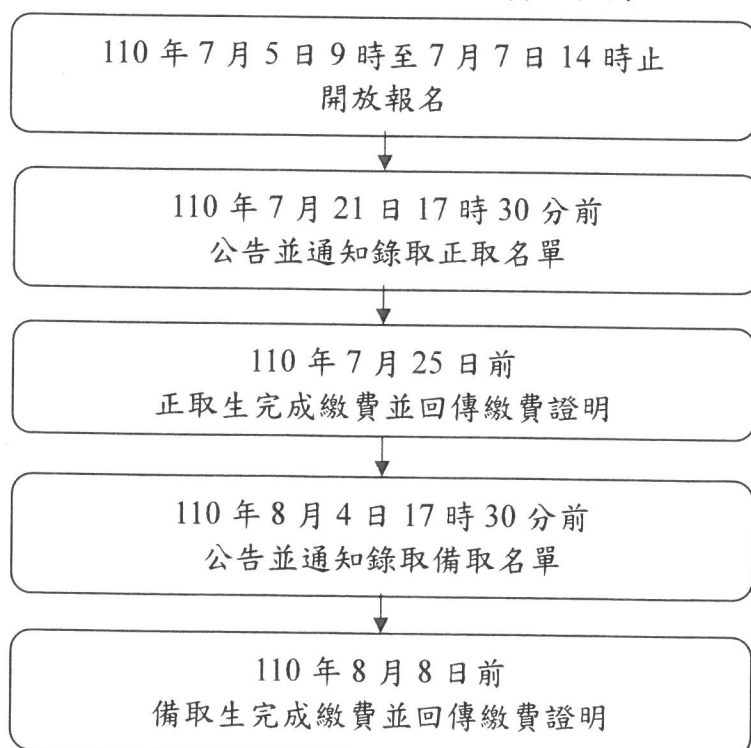 110 年 7 月 5 日 9 時至 7 月 7 日 14 時止
開放報名
110 年 7 月 21 日 17 時 30 分前
公告並通知錄取正取名單
110 年 7 月 25 日前
正取生完成繳費並回傳繳費證明
110 年 8 月 4 日 17 時 30 分前
公告並通知錄取備取名單
110 年 8 月 8 日前
備取生完成繳費並回傳繳費證明